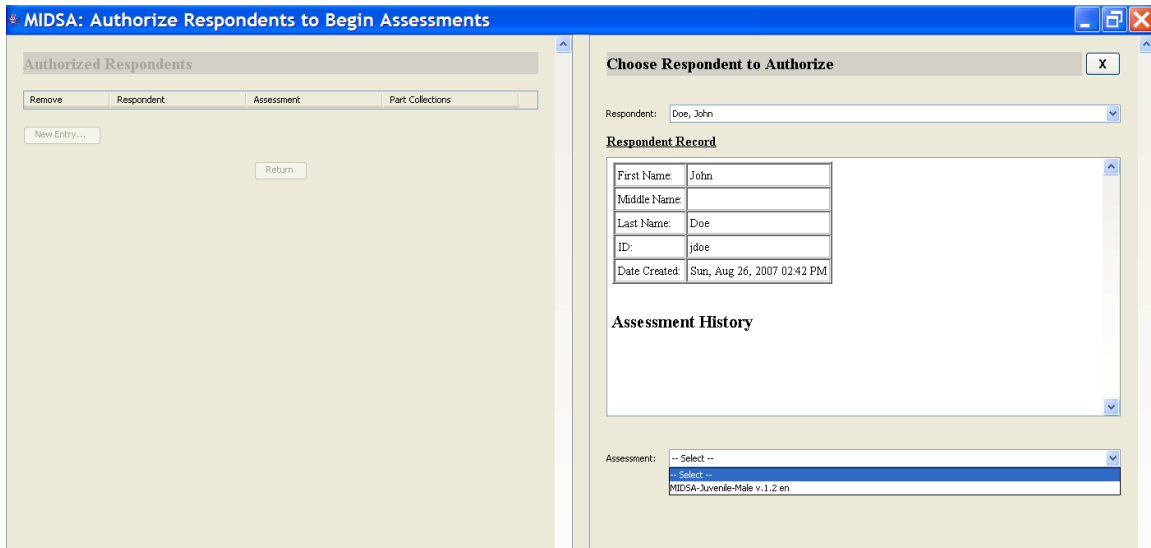 MIDSA: Authorize Respondents to Begin Assessments
Authorized Respondents
Remove Respondent Assessment Part Collections
New Entry...
Return
Choose Respondent to Authorize
X
Respondent: Doe, John
Respondent Record
First Name: John
Middle Name:
Last Name: Doe
ID: jdoe
Date Created: Sun, Aug 26, 2007 02:42 PM
Assessment History
Assessment: -- Select --
-- Select --
MIDSA-Juvenile-Male v.1.2 en